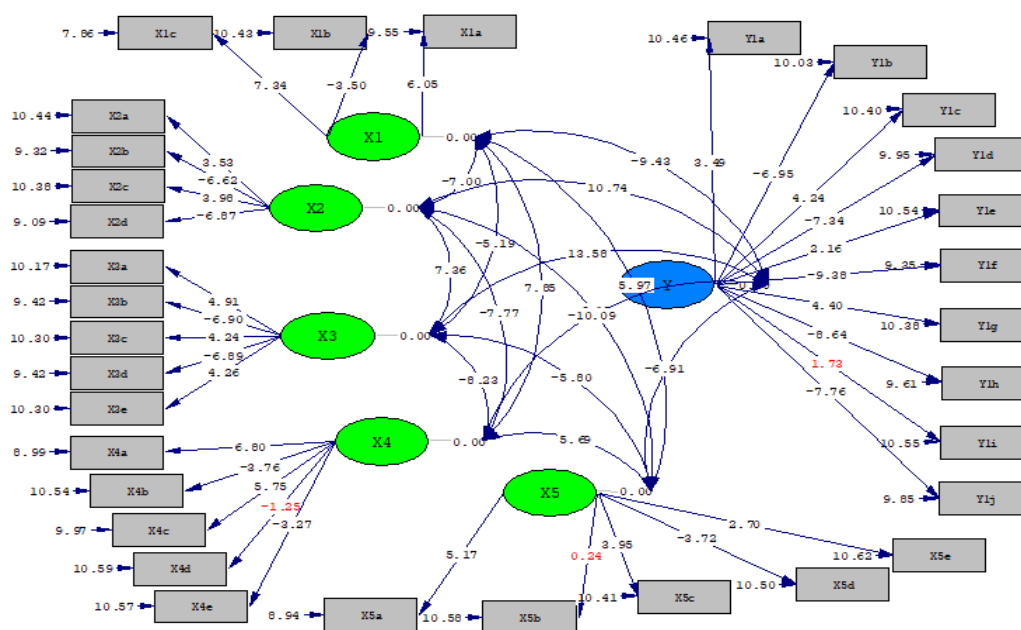 7.86 X1c 10.43 X1b 9.55 X1a
7.34 -3.50 6.05
X1 0.00
10.44 X2a
9.32 X2b
10.38 X2c
9.09 X2d
3.53
-6.62
3.98
-6.87
X2 0.00
10.17 X3a
9.42 X3b
10.30 X3c
9.42 X3d
10.30 X3e
4.91
-6.90
4.24
-6.89
4.26
X3 0.00
8.99 X4a
10.54 X4b
9.97 X4c
10.59 X4d
10.57 X4e
6.80
-3.76
5.75
-1.25
-3.27
X4 0.00
X5 0.00
5.17
0.24
3.95
-3.72
2.70
8.94 X5a
10.58 X5b
10.41 X5c
10.50 X5d
10.62 X5e
-7.00
-5.19
7.36
7.85
-7.77
-8.23
-9.43
10.74
13.58
5.97
-10.09
-5.80
-6.91
5.69
Y
10.46 Y1a
10.03 Y1b
10.40 Y1c
9.95 Y1d
10.54 Y1e
9.35 Y1f
10.38 Y1g
9.61 Y1h
10.55 Y1i
9.85 Y1j
3.49
-6.95
4.24
-7.34
2.16
-9.38
4.40
-8.64
1.73
-7.76